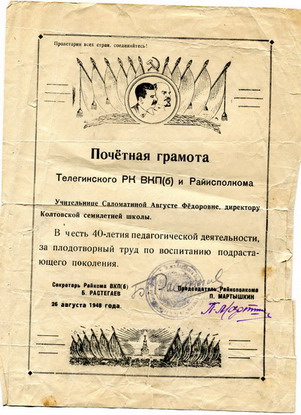 Пролетарии всех стран, соединяйтесь!
Почётная грамота
Телегинского РК ВКП(б) и Райисполкома
Учительнице Саломатиной Августе Фёдоровне, директору
Колтовской семилетней школы.
В честь 40-летия педагогической деятельности,
за плодотворный труд по воспитанию подраста-
ющего поколения.
Секретарь Райкома ВКП(б)
Б. РАСТЕГАЕВ
26 августа 1948 года.
Председатель Райисполкома
П. МАРТЫШКИН